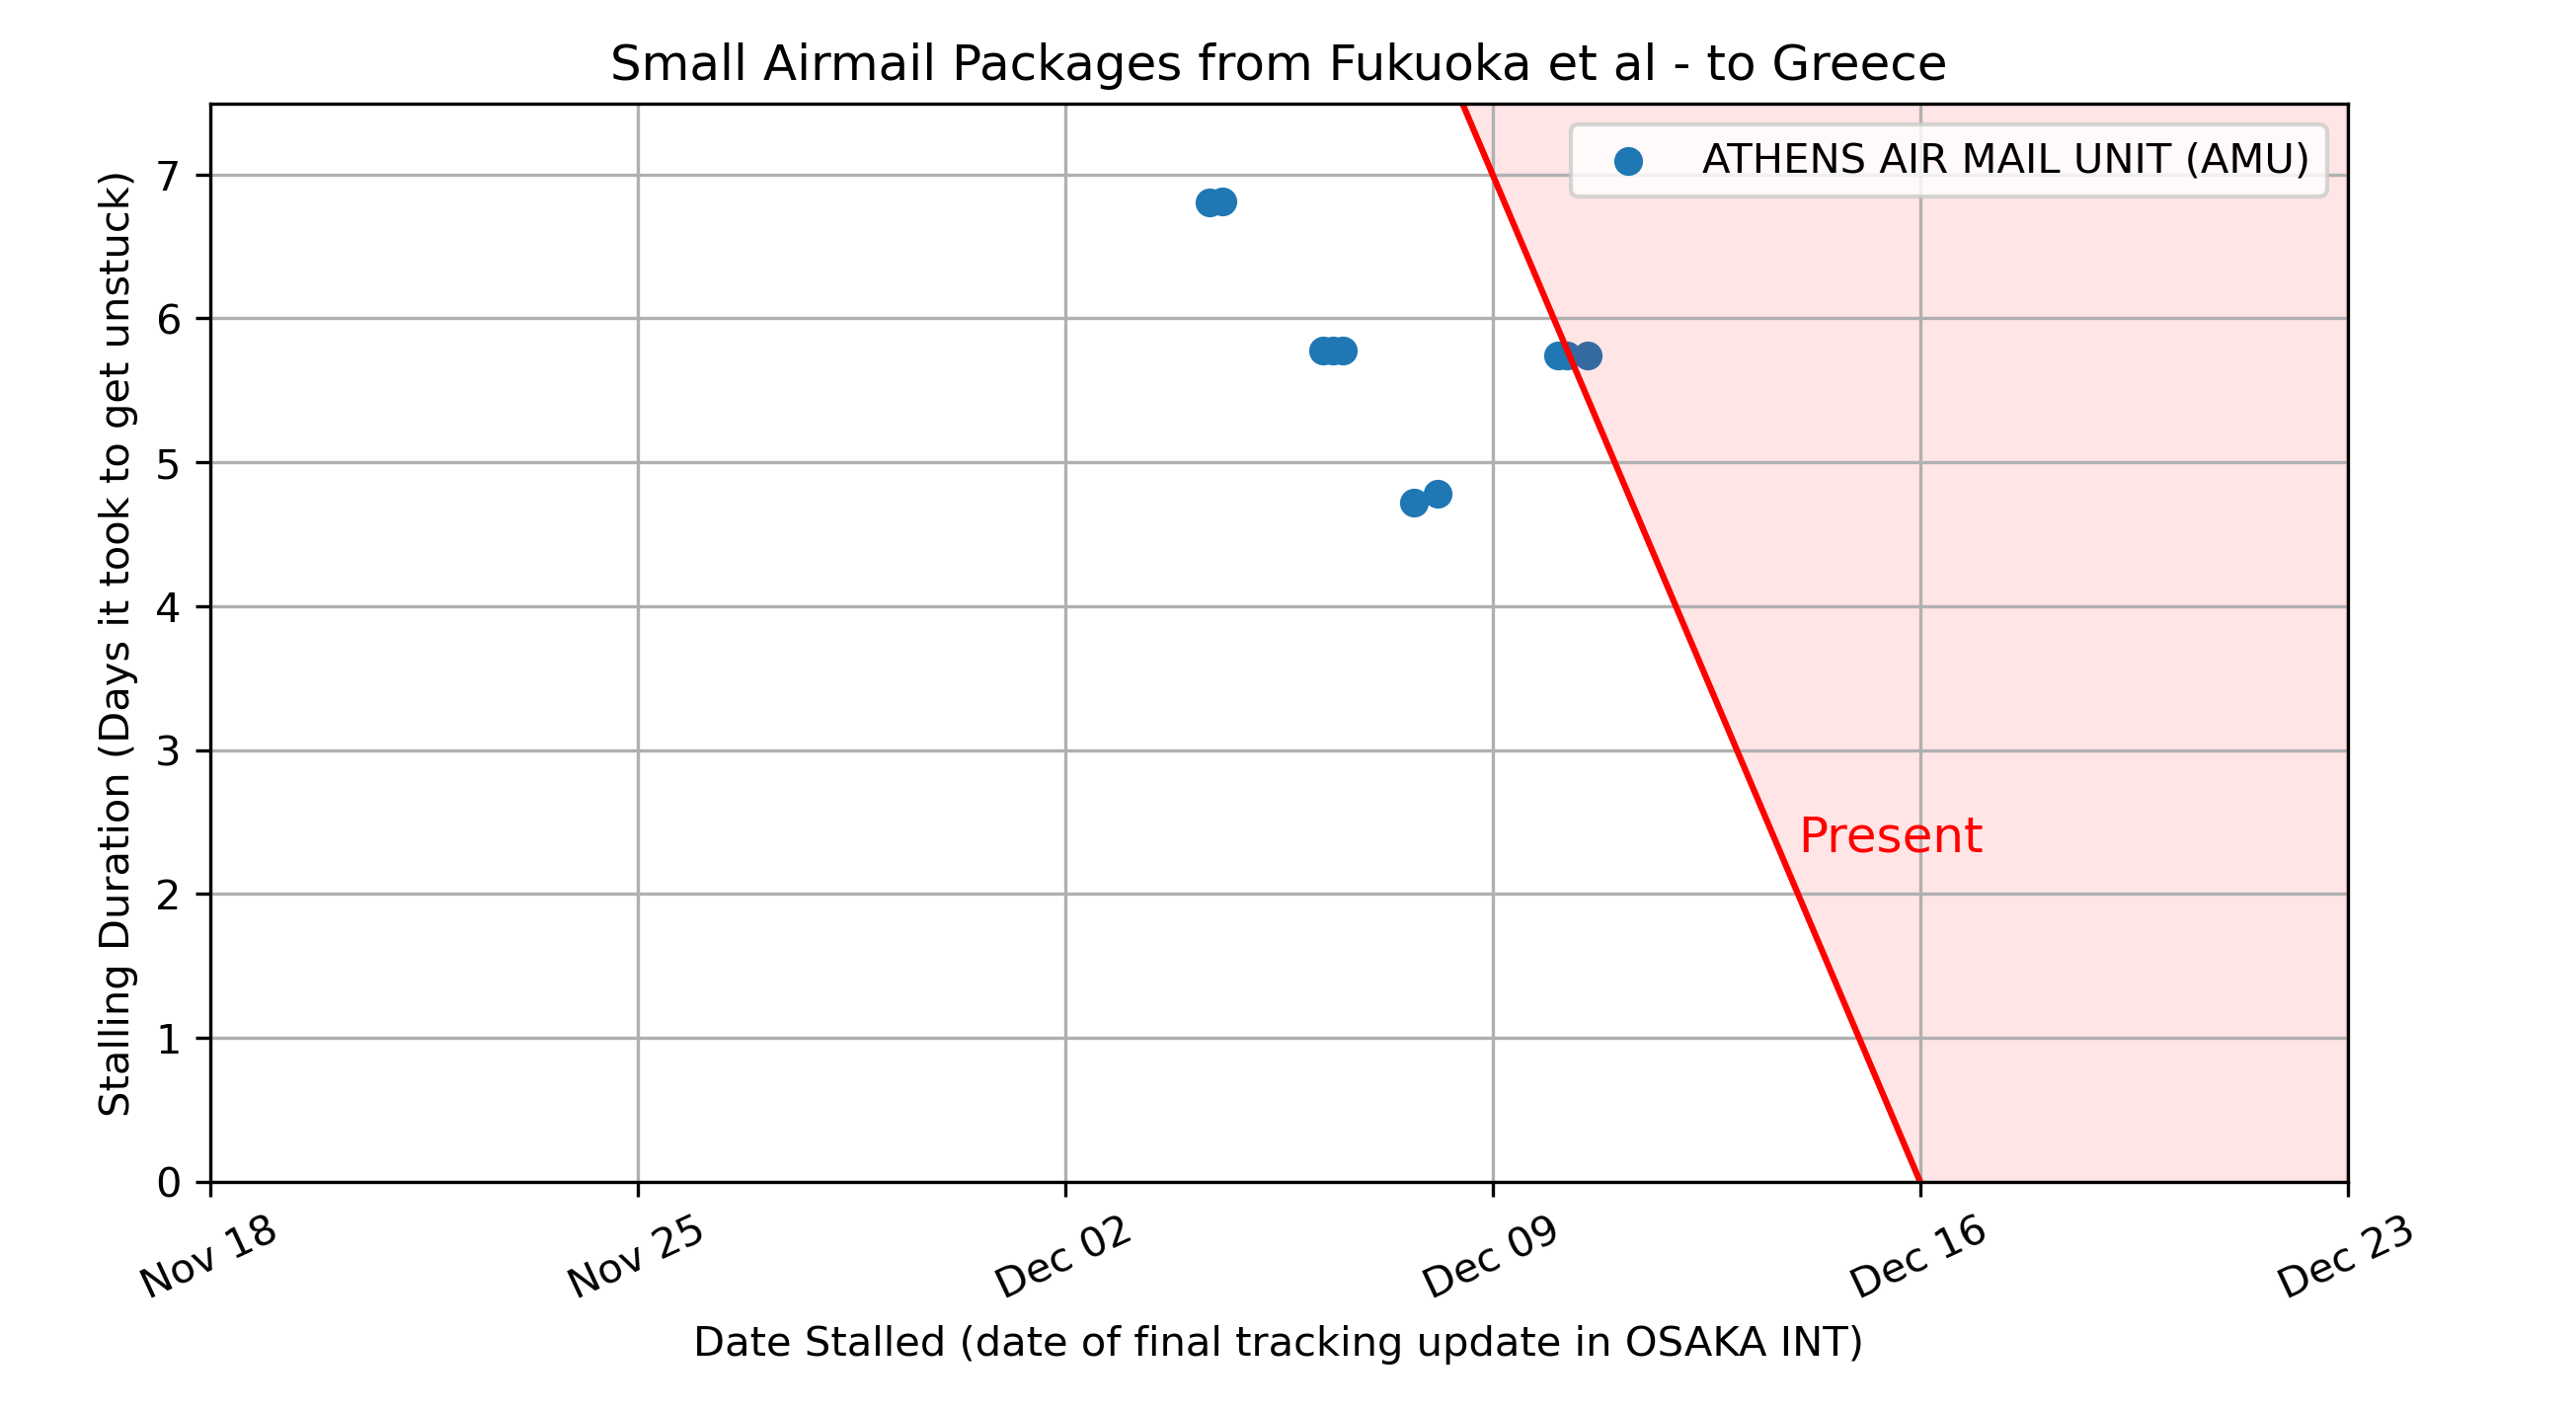 Small Airmail Packages from Fukuoka et al - to Greece
ATHENS AIR MAIL UNIT (AMU)
Stalling Duration (Days it took to get unstuck)
7
6
5
4
3
2
1
0
Present
Nov 18
Nov 25
Dec 02
Dec 09
Dec 16
Dec 23
Date Stalled (date of final tracking update in OSAKA INT)